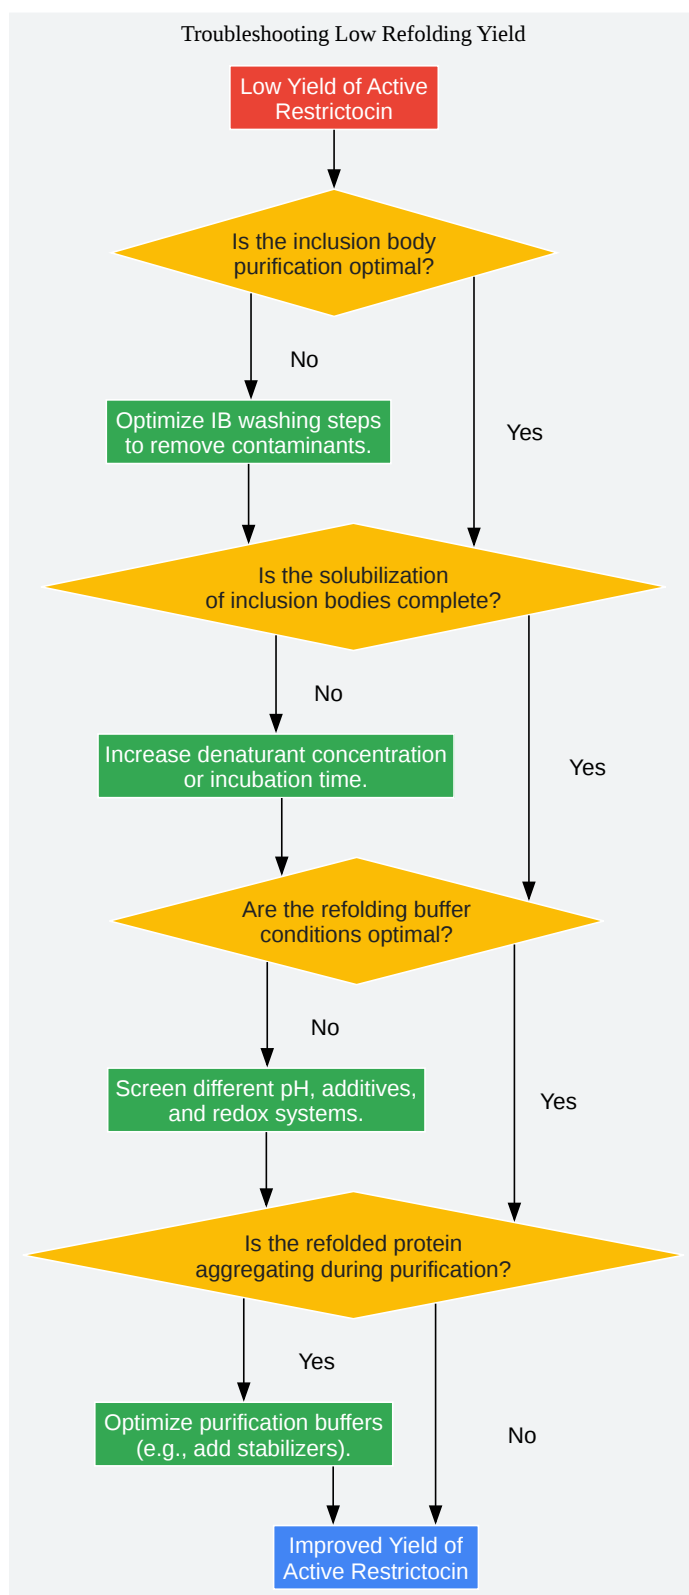 Troubleshooting Low Refolding Yield
Low Yield of Active
Restrictocin
Is the inclusion body
purification optimal?
No
Optimize IB washing steps
to remove contaminants.
Yes
Is the solubilization
of inclusion bodies complete?
No
Increase denaturant concentration
or incubation time.
Yes
Are the refolding buffer
conditions optimal?
No
Screen different pH, additives,
and redox systems.
Yes
Is the refolded protein
aggregating during purification?
Yes
Optimize purification buffers
(e.g., add stabilizers).
No
Improved Yield of
Active Restrictocin